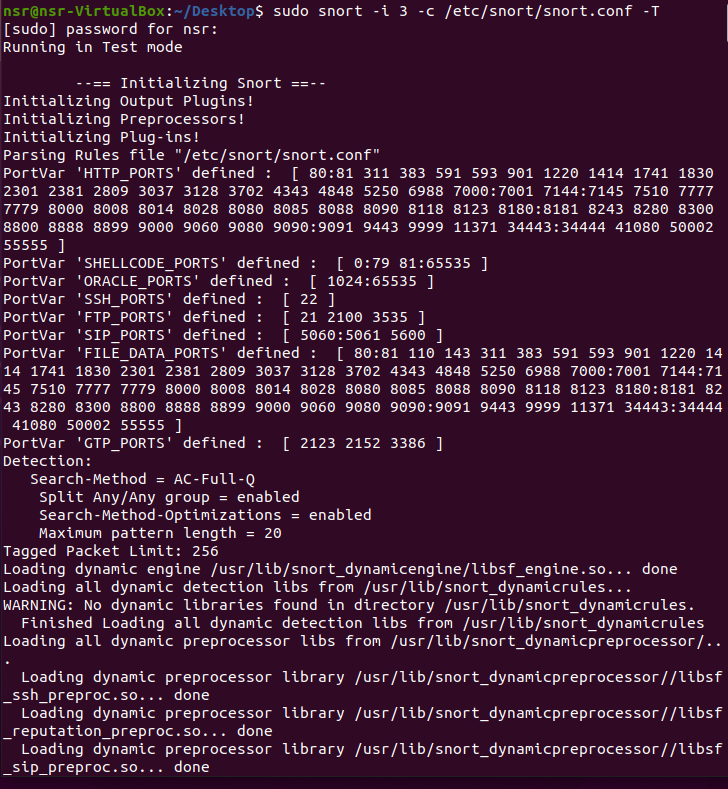 nsr@nsr-VirtualBox:~/Desktop$ sudo snort -i 3 -c /etc/snort/snort.conf -T
[sudo] password for nsr:
Running in Test mode
--== Initializing Snort ==--
Initializing Output Plugins!
Initializing Preprocessors!
Initializing Plug-ins!
Parsing Rules file "/etc/snort/snort.conf"
PortVar 'HTTP_PORTS' defined :  [ 80:81 311 383 591 593 901 1220 1414 1741 1830
2301 2381 2809 3037 3128 3702 4343 4848 5250 6988 7000:7001 7144:7145 7510 7777
7779 8000 8008 8014 8028 8080 8085 8088 8090 8118 8123 8180:8181 8243 8280 8300
8800 8888 8899 9000 9060 9080 9090:9091 9443 9999 11371 34443:34444 41080 50002
55555 ]
PortVar 'SHELLCODE_PORTS' defined :  [ 0:79 81:65535 ]
PortVar 'ORACLE_PORTS' defined :  [ 1024:65535 ]
PortVar 'SSH_PORTS' defined :  [ 22 ]
PortVar 'FTP_PORTS' defined :  [ 21 2100 3535 ]
PortVar 'SIP_PORTS' defined :  [ 5060:5061 5600 ]
PortVar 'FILE_DATA_PORTS' defined :  [ 80:81 110 143 311 383 591 593 901 1220 14
14 1741 1830 2301 2381 2809 3037 3128 3702 4343 4848 5250 6988 7000:7001 7144:71
45 7510 7777 7779 8000 8008 8014 8028 8080 8085 8088 8090 8118 8123 8180:8181 82
43 8280 8300 8800 8888 8899 9000 9060 9080 9090:9091 9443 9999 11371 34443:34444
 41080 50002 55555 ]
PortVar 'GTP_PORTS' defined :  [ 2123 2152 3386 ]
Detection:
   Search-Method = AC-Full-Q
    Split Any/Any group = enabled
    Search-Method-Optimizations = enabled
    Maximum pattern length = 20
Tagged Packet Limit: 256
Loading dynamic engine /usr/lib/snort_dynamicengine/libsf_engine.so... done
Loading all dynamic detection libs from /usr/lib/snort_dynamicrules...
WARNING: No dynamic libraries found in directory /usr/lib/snort_dynamicrules.
  Finished Loading all dynamic detection libs from /usr/lib/snort_dynamicrules
Loading all dynamic preprocessor libs from /usr/lib/snort_dynamicpreprocessor/..
.
  Loading dynamic preprocessor library /usr/lib/snort_dynamicpreprocessor//libsf
_ssh_preproc.so... done
  Loading dynamic preprocessor library /usr/lib/snort_dynamicpreprocessor//libsf
_reputation_preproc.so... done
  Loading dynamic preprocessor library /usr/lib/snort_dynamicpreprocessor//libsf
_sip_preproc.so... done